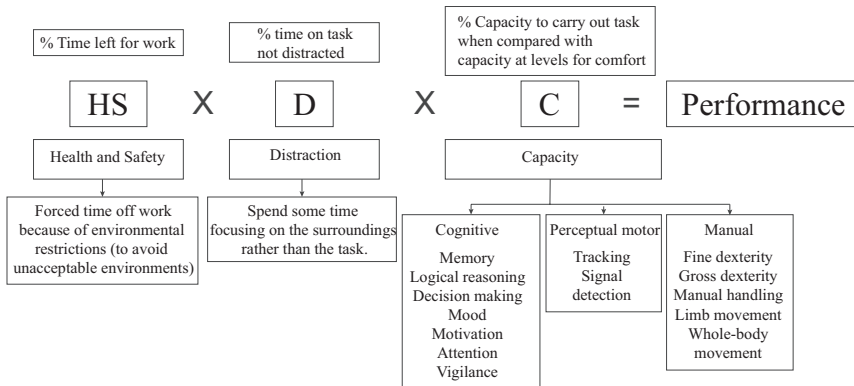 % Time left for work
% time on task
not distracted
% Capacity to carry out task
when compared with
capacity at levels for comfort
HS X D X C = Performance
Health and Safety
Distraction
Capacity
Forced time off work
because of environmental
restrictions (to avoid
unacceptable environments)
Spend some time
focusing on the surroundings
rather than the task.
Cognitive
Memory
Logical reasoning
Decision making
Mood
Motivation
Attention
Vigilance
Perceptual motor
Tracking
Signal
detection
Manual
Fine dexterity
Gross dexterity
Manual handling
Limb movement
Whole-body
movement